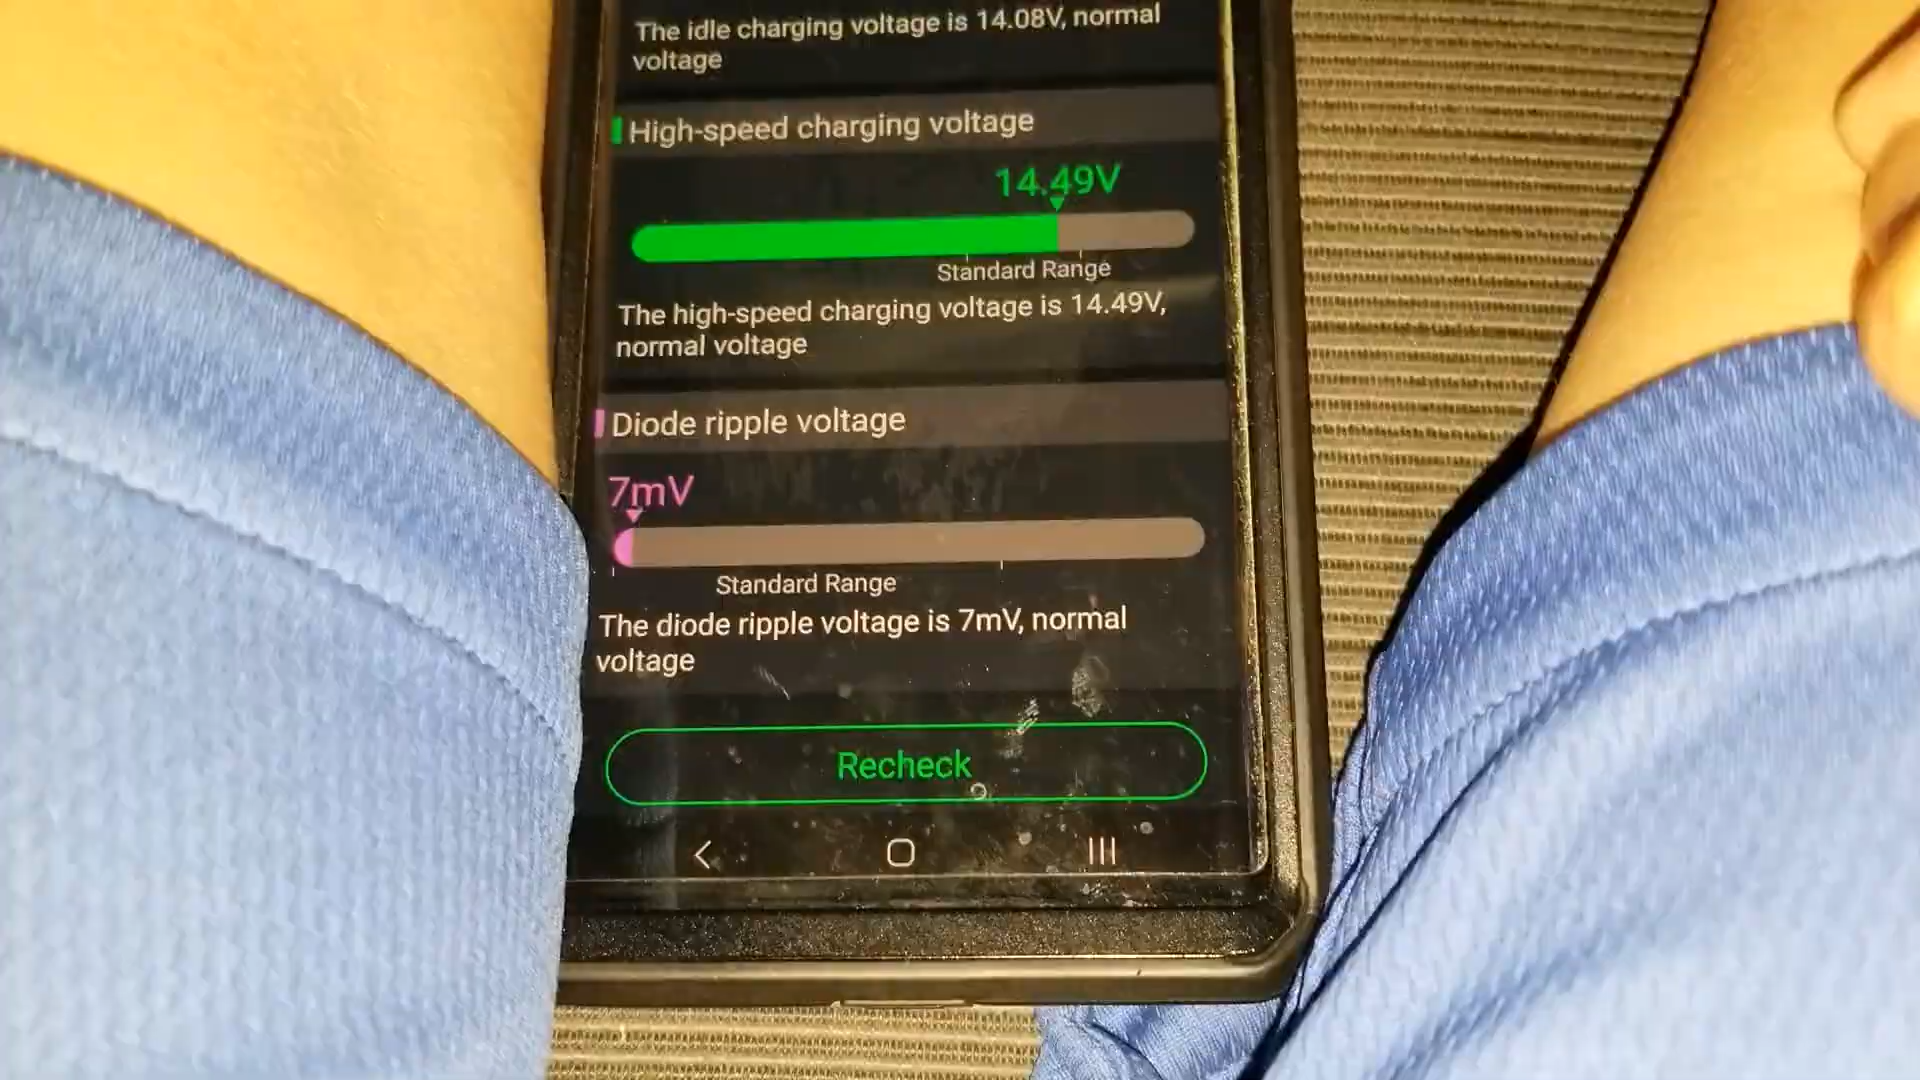 The idle charging voltage is 14.08V, normal
voltage
High-speed charging voltage
14.49V
Standard Range
The high-speed charging voltage is 14.49V,
normal voltage
Diode ripple voltage
7mV
Standard Range
The diode ripple voltage is 7mV, normal
voltage
Recheck